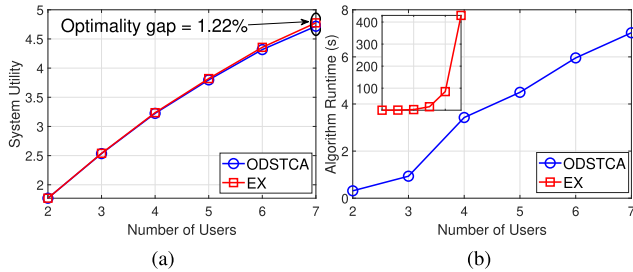 (a)
System Utility
5
4.5
4
3.5
3
2.5
2
Optimality gap = 1.22%
ODSTCA
EX
2 3 4 5 6 7
Number of Users
(b)
Algorithm Runtime (s)
8
6
4
2
0
400
300
200
100
ODSTCA
EX
2 3 4 5 6 7
Number of Users